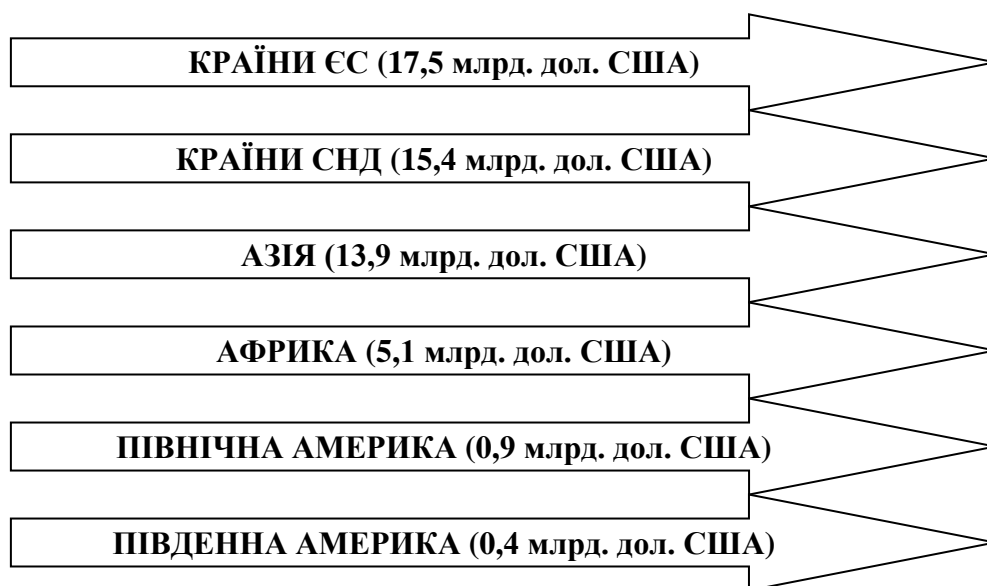 КРАЇНИ ЄС (17,5 млрд. дол. США)
КРАЇНИ СНД (15,4 млрд. дол. США)
АЗІЯ (13,9 млрд. дол. США)
АФРИКА (5,1 млрд. дол. США)
ПІВНІЧНА АМЕРИКА (0,9 млрд. дол. США)
ПІВДЕННА АМЕРИКА (0,4 млрд. дол. США)